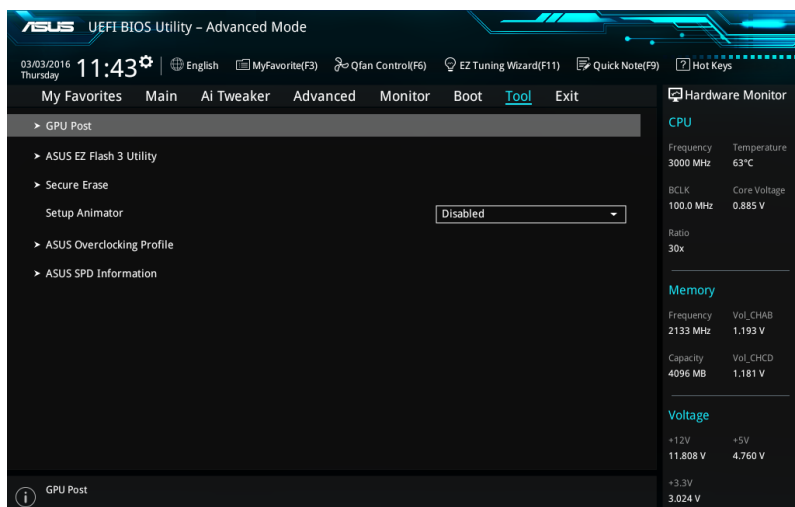 ASUS UEFI BIOS Utility – Advanced Mode
03/03/2016 Thursday 11:43 English MyFavorite(F3) Qfan Control(F6) EZ Tuning Wizard(F11) Quick Note(F9) ? Hot Keys
My Favorites Main Ai Tweaker Advanced Monitor Boot Tool Exit
> GPU Post
> ASUS EZ Flash 3 Utility
> Secure Erase
Setup Animator Disabled
> ASUS Overclocking Profile
> ASUS SPD Information
i GPU Post
Hardware Monitor
CPU
Frequency Temperature
3000 MHz 63°C
BCLK Core Voltage
100.0 MHz 0.885 V
Ratio
30x
Memory
Frequency Vol_CHAB
2133 MHz 1.193 V
Capacity Vol_CHCD
4096 MB 1.181 V
Voltage
+12V +5V
11.808 V 4.760 V
+3.3V
3.024 V